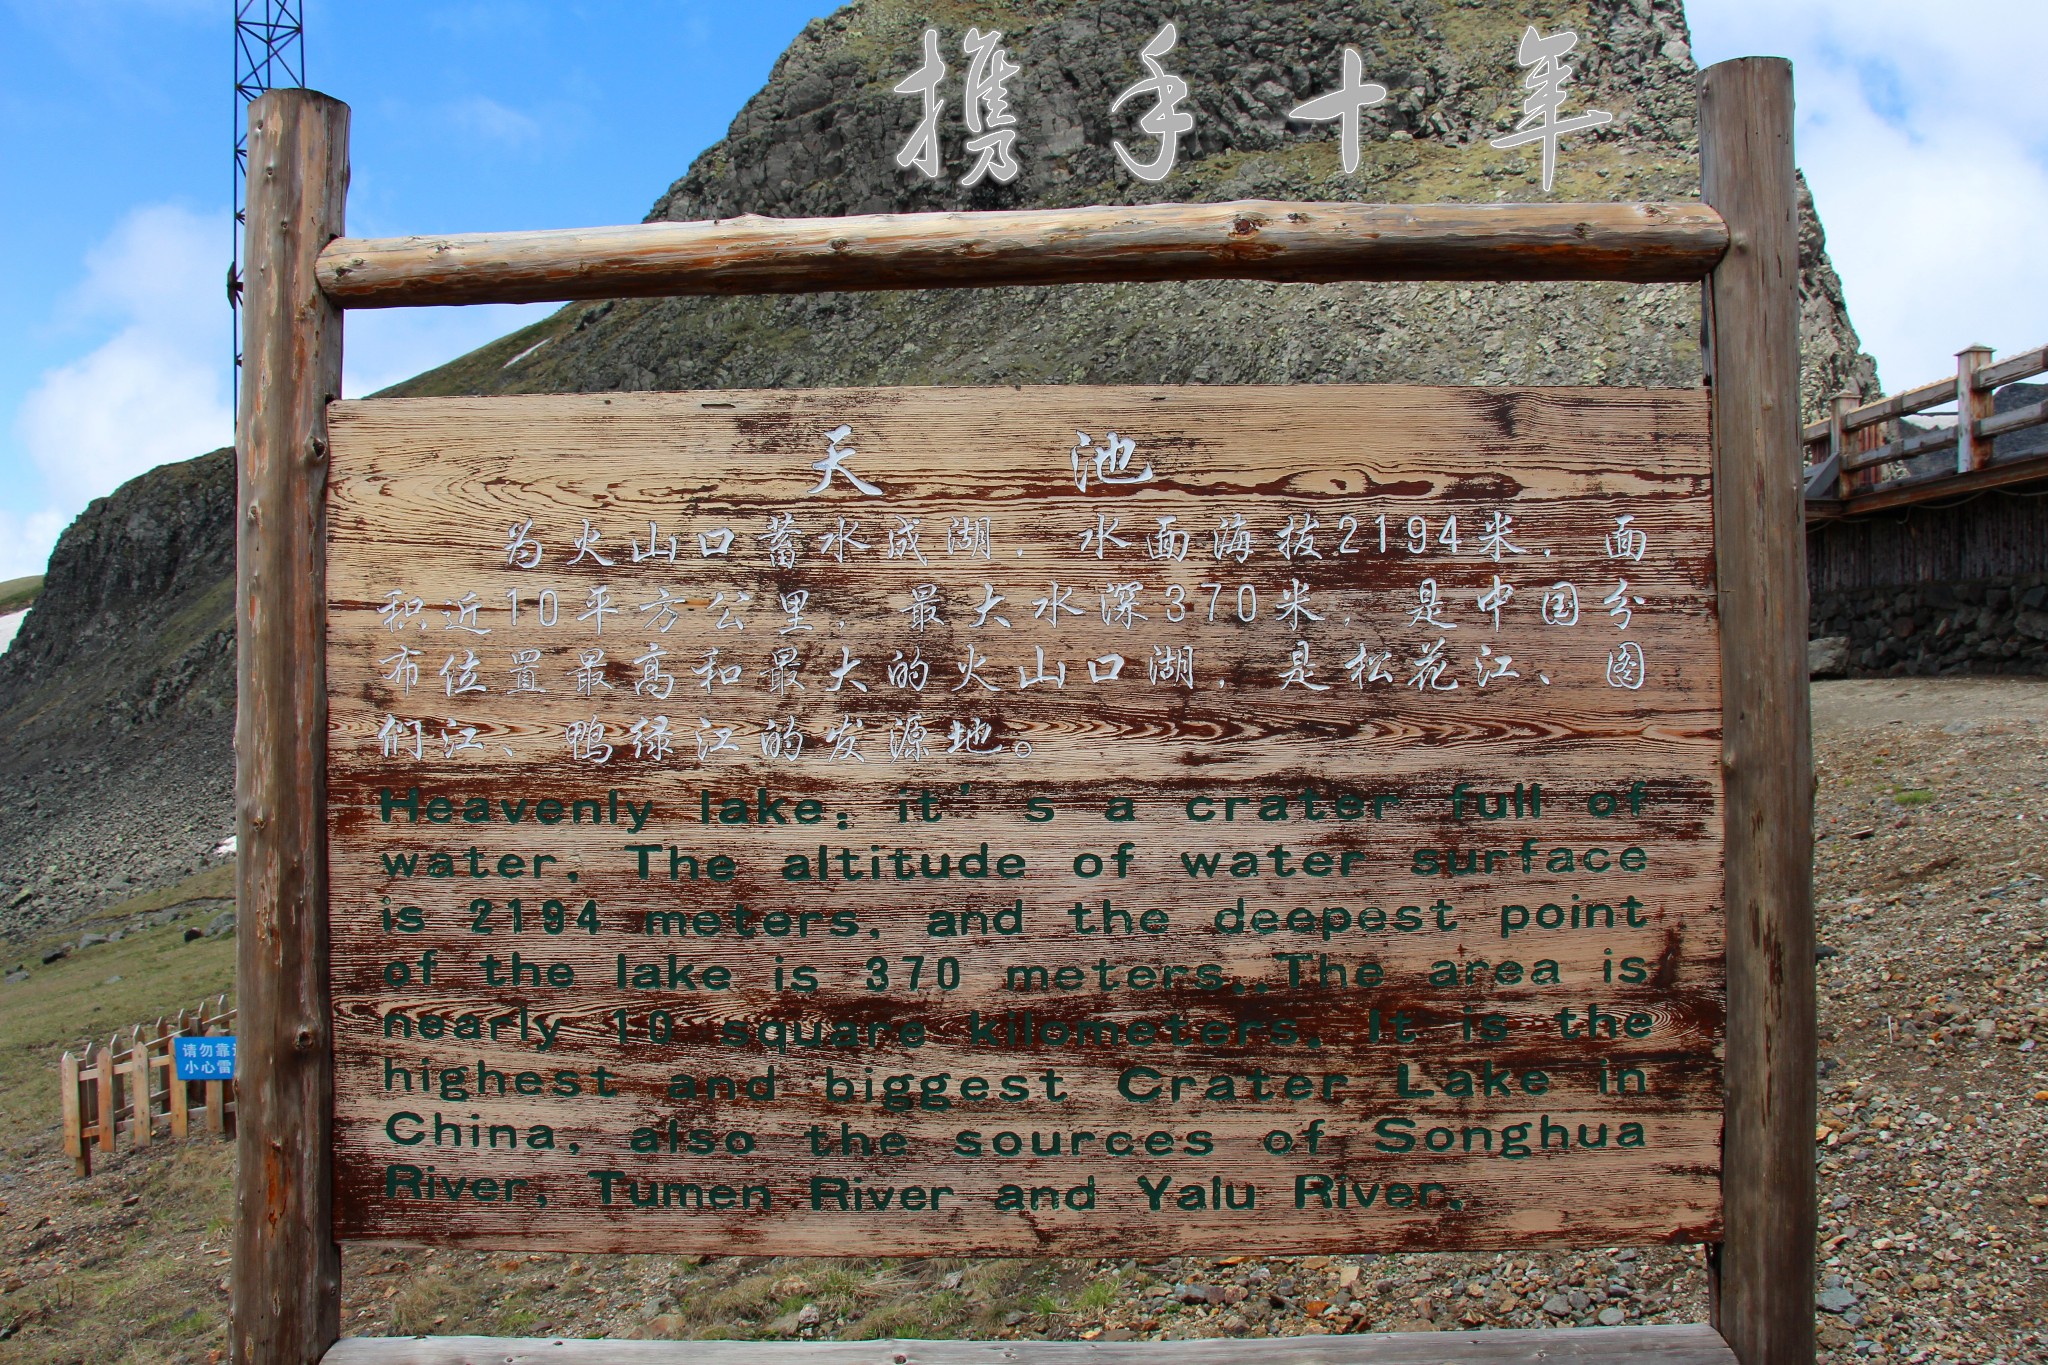 携手十年
天池
为火山口蓄水成湖，水面海拔2194米，面
积近10平方公里，最大水深370米，是中国分
布位置最高和最大的火山口湖，是松花江、图
们江、鸭绿江的发源地。
Heavenly lake: it's a crater full of
water. The altitude of water surface
is 2194 meters. and the deepest point
of the lake is 370 meters..The area is
nearly 10 square kilometers. It is the
highest and biggest Crater Lake in
China, also the sources of Songhua
River, Tumen River and Yalu River.
请勿靠
小心雷